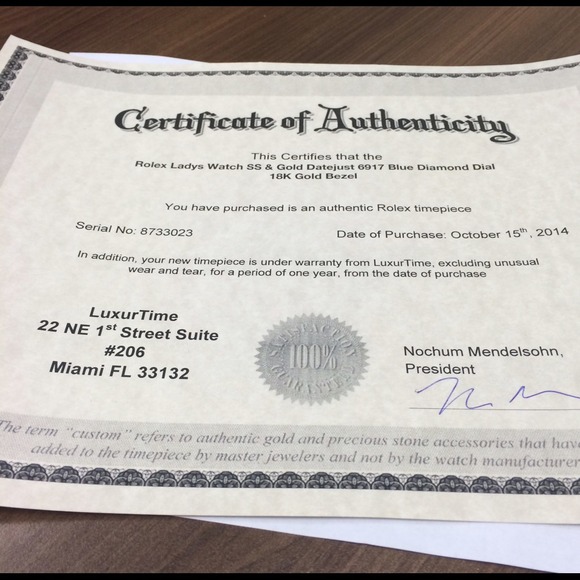 Certificate of Authenticity
This Certifies that the
Rolex Ladys Watch SS & Gold Datejust 6917 Blue Diamond Dial
18K Gold Bezel
You have purchased is an authentic Rolex timepiece
Serial No: 8733023
Date of Purchase: October 15th, 2014
In addition, your new timepiece is under warranty from LuxurTime, excluding unusual
wear and tear, for a period of one year, from the date of purchase
LuxurTime
22 NE 1st Street Suite
#206
Miami FL 33132
SATISFACTION
100%
GUARANTEE
Nochum Mendelsohn,
President
The term "custom" refers to authentic gold and precious stone accessories that have
added to the timepiece by master jewelers and not by the watch manufacturer